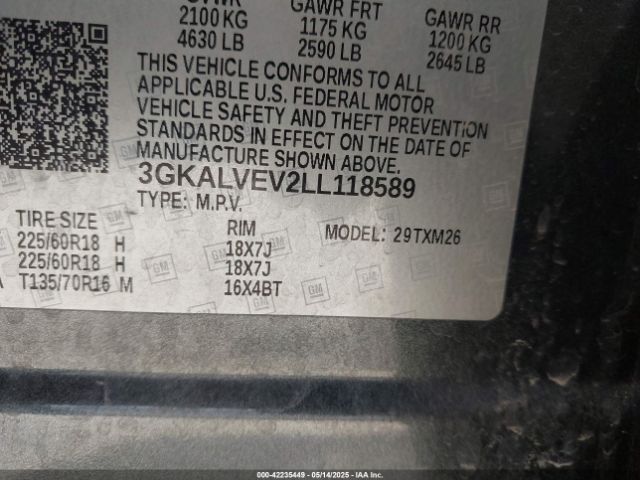 GVWR
2100 KG
4630 LB
GAWR FRT
1175 KG
2590 LB
GAWR RR
1200 KG
2645 LB
THIS VEHICLE CONFORMS TO ALL
APPLICABLE U.S. FEDERAL MOTOR
VEHICLE SAFETY AND THEFT PREVENTION
STANDARDS IN EFFECT ON THE DATE OF
MANUFACTURE SHOWN ABOVE.
3GKALVEV2LL118589
TYPE: M.P.V.
TIRE SIZE RIM MODEL: 29TXM26
225/60R18 H 18X7J
225/60R18 H 18X7J
T135/70R16 M 16X4BT
GM
000-42235449 - 05/14/2025 - IAA Inc.